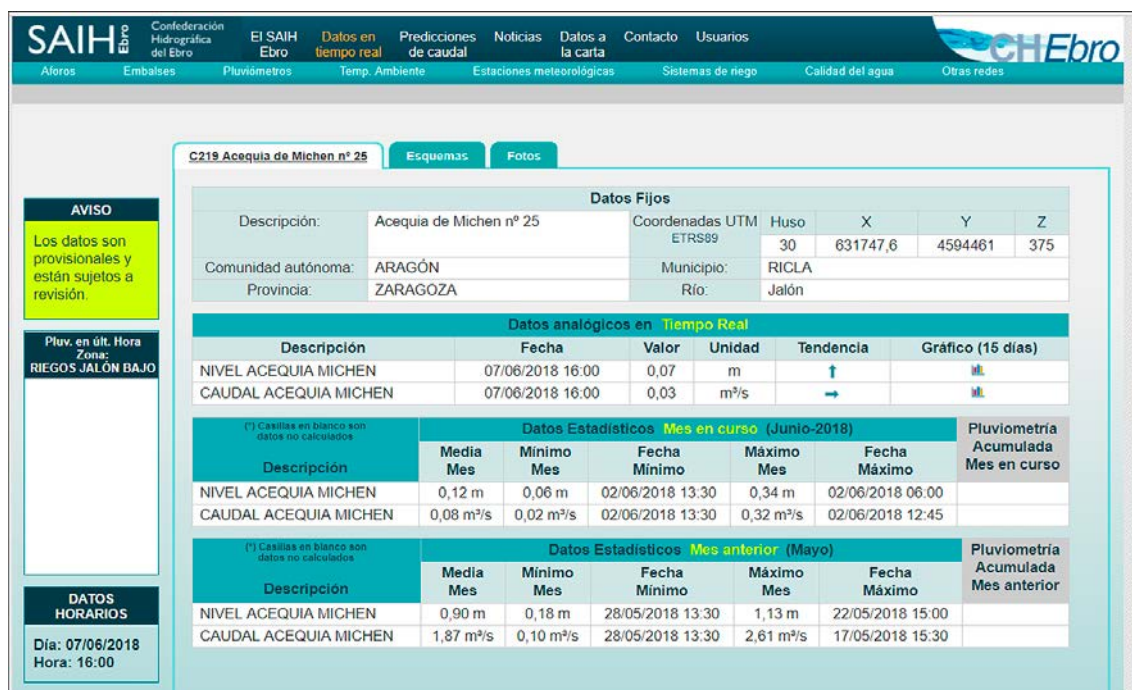 SAIH Ebro
Confederación
Hidrográfica
del Ebro
El SAIH
Ebro
Datos en
tiempo real
Predicciones
de caudal
Noticias
Datos a
la carta
Contacto
Usuarios
CHEbro
Aforos Embalses Pluviómetros Temp. Ambiente Estaciones meteorológicas Sistemas de riego Calidad del agua Otras redes
C219 Acequia de Michen nº 25 Esquemas Fotos
AVISO
Los datos son
provisionales y
están sujetos a
revisión.
Pluv. en últ. Hora
Zona:
RIEGOS JALÓN BAJO
DATOS
HORARIOS
Día: 07/06/2018
Hora: 16:00
Datos Fijos
Descripción: Acequia de Michen nº 25 Coordenadas UTM Huso X Y Z
ETRS89 30 631747,6 4594461 375
Comunidad autónoma: ARAGÓN Municipio: RICLA
Provincia: ZARAGOZA Río: Jalón
Datos analógicos en Tiempo Real
Descripción Fecha Valor Unidad Tendencia Gráfico (15 días)
NIVEL ACEQUIA MICHEN 07/06/2018 16:00 0,07 m
CAUDAL ACEQUIA MICHEN 07/06/2018 16:00 0,03 m³/s
(*) Casillas en blanco son
datos no calculados
Descripción
Datos Estadísticos Mes en curso (Junio-2018)
Media
Mes
Mínimo
Mes
Fecha
Mínimo
Máximo
Mes
Fecha
Máximo
Pluviometría
Acumulada
Mes en curso
NIVEL ACEQUIA MICHEN 0,12 m 0,06 m 02/06/2018 13:30 0,34 m 02/06/2018 06:00
CAUDAL ACEQUIA MICHEN 0,08 m³/s 0,02 m³/s 02/06/2018 13:30 0,32 m³/s 02/06/2018 12:45
(*) Casillas en blanco son
datos no calculados
Descripción
Datos Estadísticos Mes anterior (Mayo)
Media
Mes
Mínimo
Mes
Fecha
Mínimo
Máximo
Mes
Fecha
Máximo
Pluviometría
Acumulada
Mes anterior
NIVEL ACEQUIA MICHEN 0,90 m 0,18 m 28/05/2018 13:30 1,13 m 22/05/2018 15:00
CAUDAL ACEQUIA MICHEN 1,87 m³/s 0,10 m³/s 28/05/2018 13:30 2,61 m³/s 17/05/2018 15:30